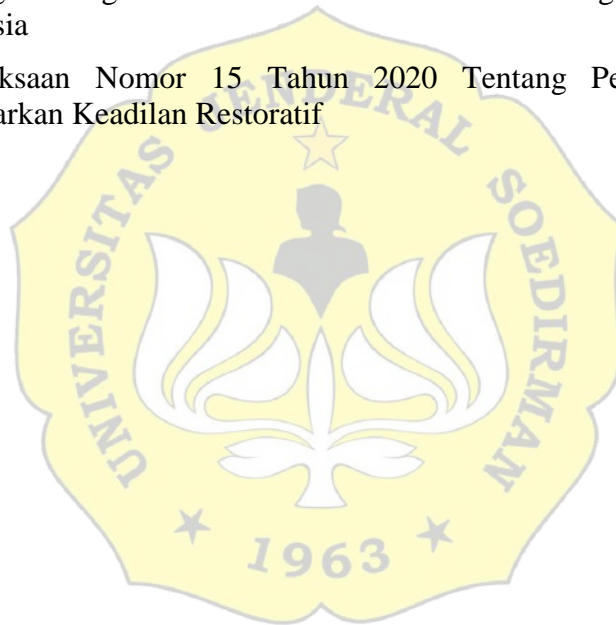 sia
ksaan Nomor 15 Tahun 2020 Tentang Pe
arkan Keadilan Restoratif
UNIVERSITAS JENDERAL SOEDIRMAN
1963